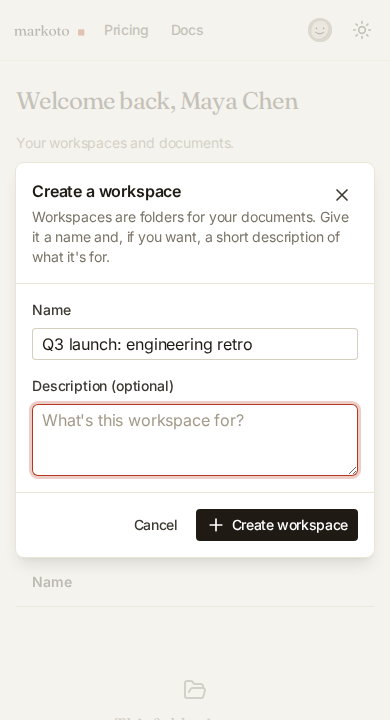 markoto Pricing Docs
Welcome back, Maya Chen
Your workspaces and documents.
Create a workspace
Workspaces are folders for your documents. Give
it a name and, if you want, a short description of
what it's for.
Name
Q3 launch: engineering retro
Description (optional)
What's this workspace for?
Cancel
Create workspace
Name